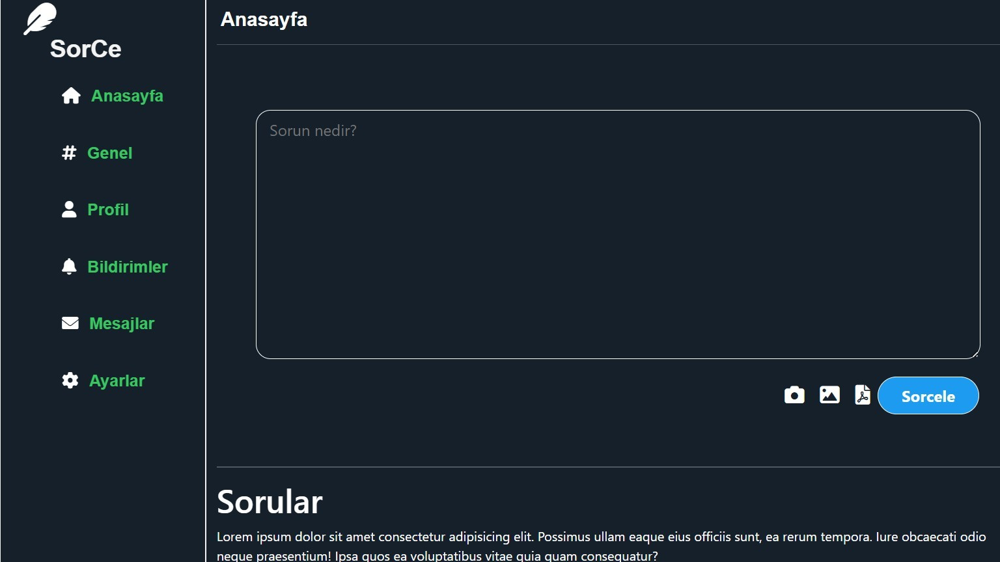 SorCe
Anasayfa
Genel
Profil
Bildirimler
Mesajlar
Ayarlar
Anasayfa
Sorun nedir?
Sorcele
Sorular
Lorem ipsum dolor sit amet consectetur adipisicing elit. Possimus ullam eaque eius officiis sunt, ea rerum tempora. Iure obcaecati odio
neque praesentium! Ipsa quos ea voluptatibus vitae quia quam consequatur?